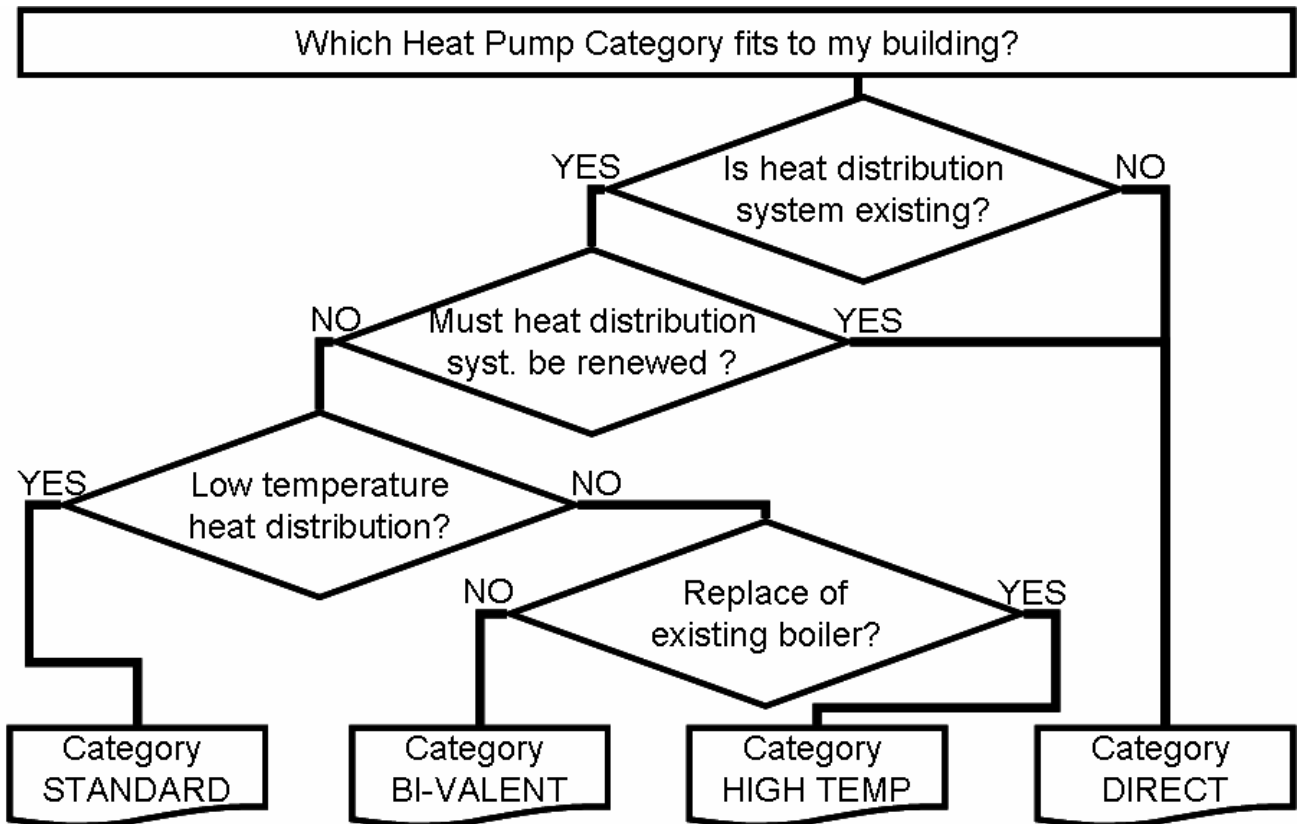 Which Heat Pump Category fits to my building?
YES
Is heat distribution
system existing?
NO
NO
Must heat distribution
syst. be renewed ?
YES
YES
Low temperature
heat distribution?
NO
NO
Replace of
existing boiler?
YES
Category
STANDARD
Category
BI-VALENT
Category
HIGH TEMP
Category
DIRECT